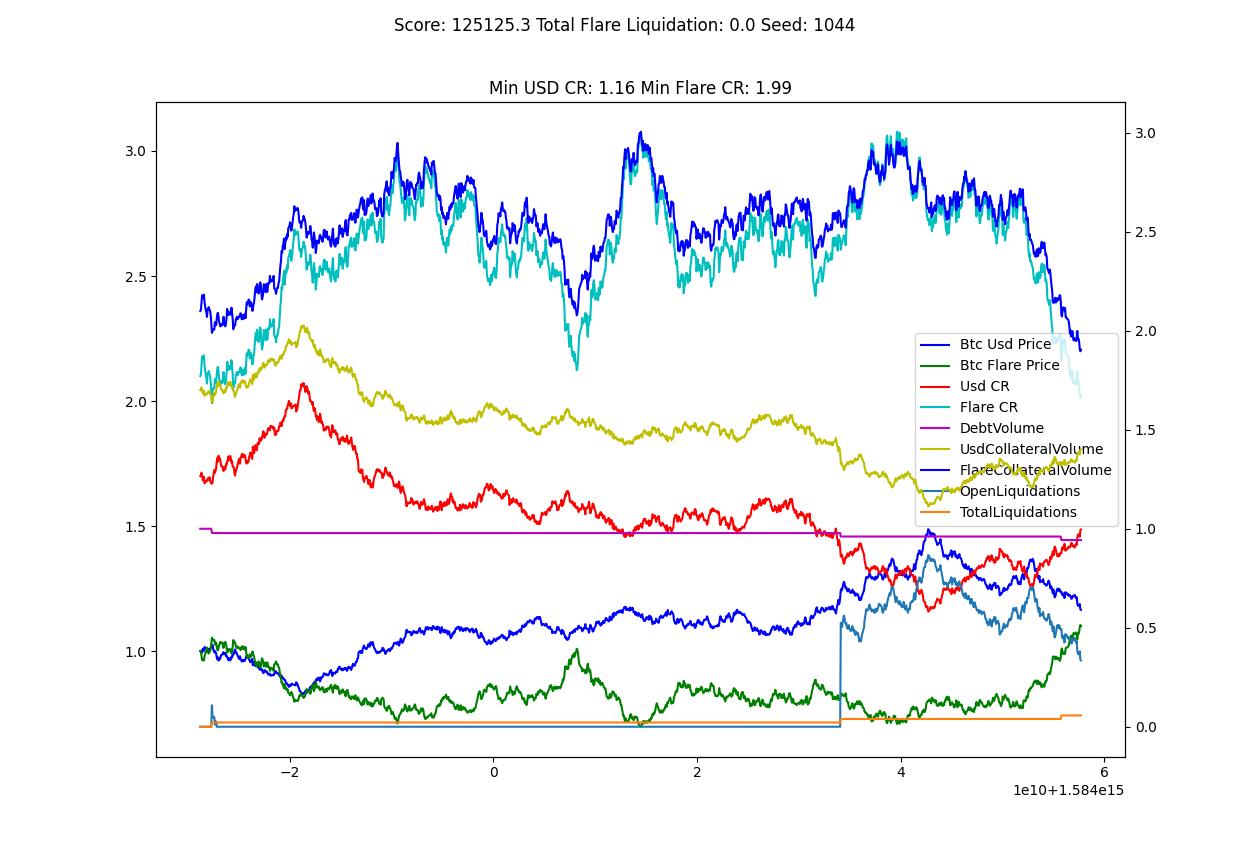 Score: 125125.3 Total Flare Liquidation: 0.0 Seed: 1044
Min USD CR: 1.16 Min Flare CR: 1.99
3.0
2.5
2.0
1.5
1.0
3.0
2.5
2.0
1.5
1.0
0.5
0.0
Btc Usd Price
Btc Flare Price
Usd CR
Flare CR
DebtVolume
UsdCollateralVolume
FlareCollateralVolume
OpenLiquidations
TotalLiquidations
−2 0 2 4 6
1e10+1.584e15